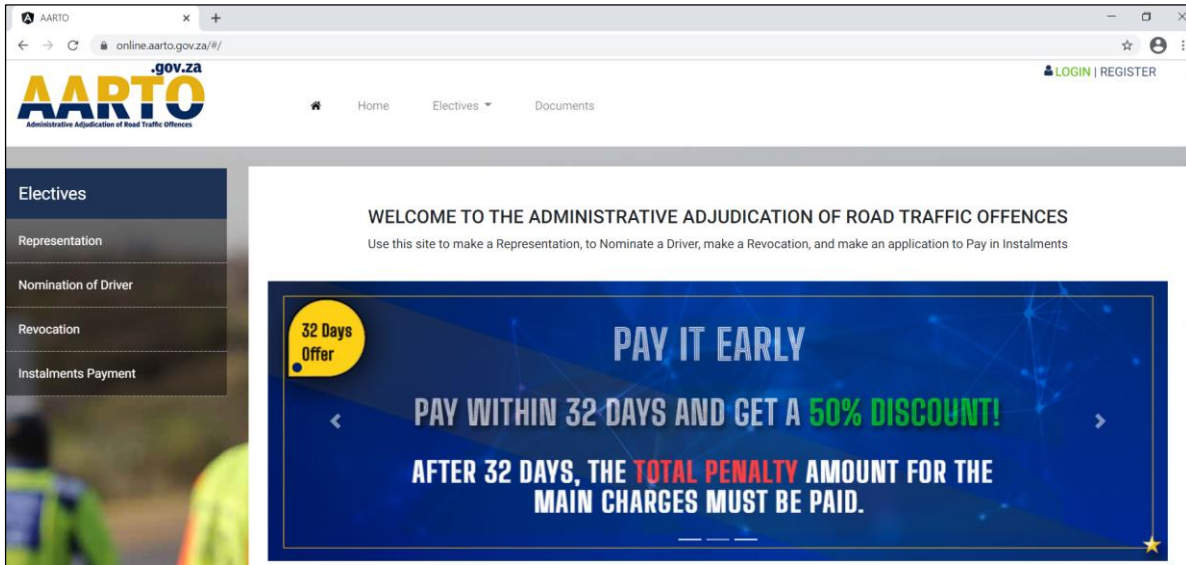 AARTO
online.aarto.gov.za/#/
.gov.za
AARTO
Administrative Adjudication of Road Traffic Offences
Home
Electives
Documents
LOGIN | REGISTER
Electives
Representation
Nomination of Driver
Revocation
Instalments Payment
WELCOME TO THE ADMINISTRATIVE ADJUDICATION OF ROAD TRAFFIC OFFENCES
Use this site to make a Representation, to Nominate a Driver, make a Revocation, and make an application to Pay in Instalments
32 Days
Offer
PAY IT EARLY
PAY WITHIN 32 DAYS AND GET A 50% DISCOUNT!
AFTER 32 DAYS, THE TOTAL PENALTY AMOUNT FOR THE
MAIN CHARGES MUST BE PAID.